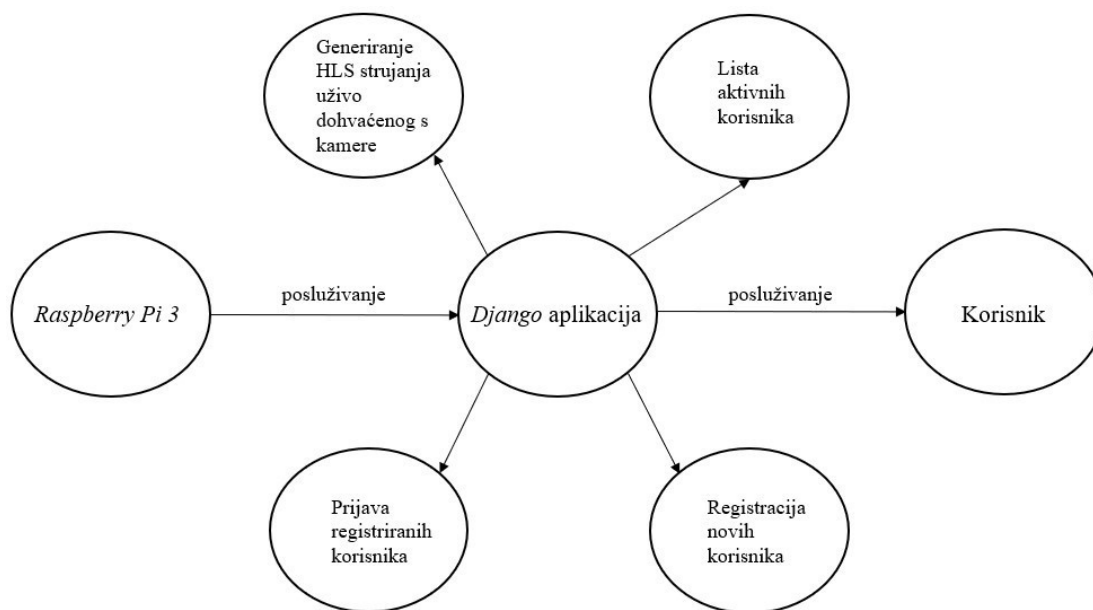 Generiranje
HLS strujanja
uživo
dohvaćenog s
kamere
Lista
aktivnih
korisnika
Raspberry Pi 3
posluživanje
Django aplikacija
posluživanje
Korisnik
Prijava
registriranih
korisnika
Registracija
novih
korisnika